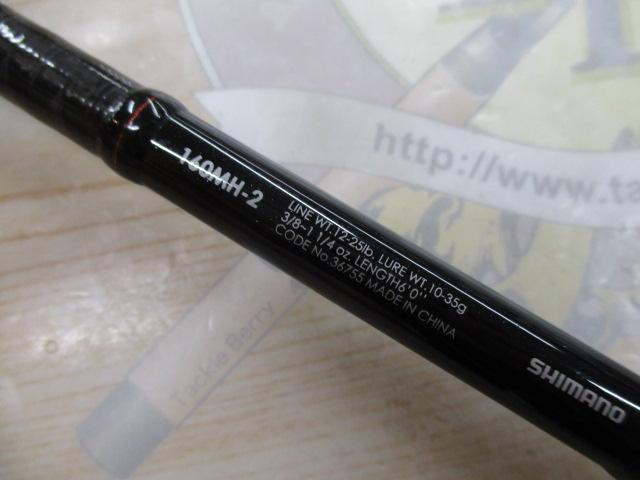 160MH-2
LINE WT.12-25lb. LURE WT.10-35g
3/8~1 1/4 oz. LENGTH6'0"
CODE No.36755 MADE IN CHINA
SHIMANO
http://www.ta
Tackle Berry